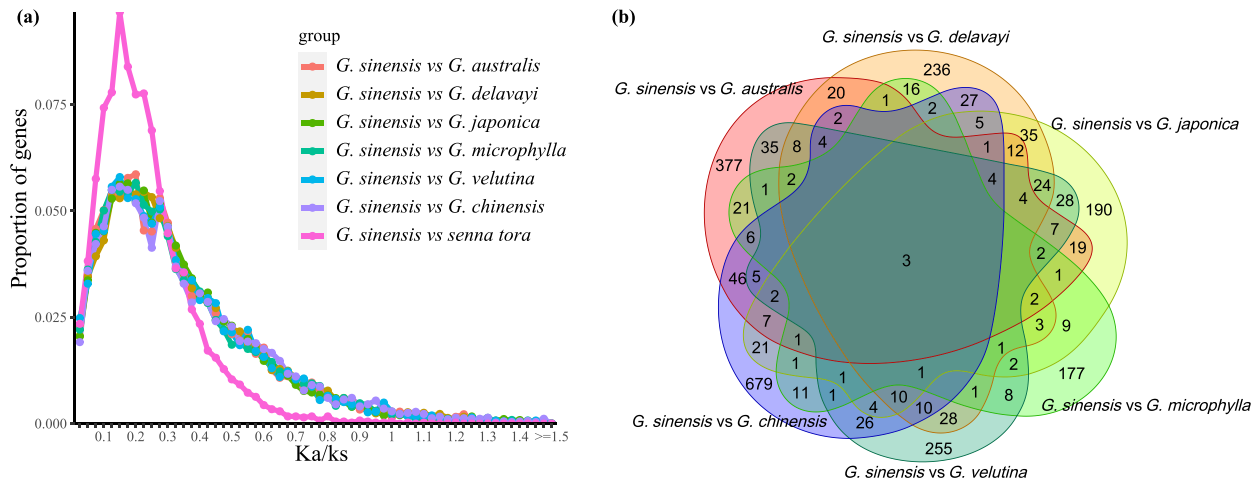 (a)
group
G. sinensis vs G. australis
G. sinensis vs G. delavayi
G. sinensis vs G. japonica
G. sinensis vs G. microphylla
G. sinensis vs G. velutina
G. sinensis vs G. chinensis
G. sinensis vs senna tora
Proportion of genes
0.075
0.050
0.025
0.000
0.1 0.2 0.3 0.4 0.5 0.6 0.7 0.8 0.9 1 1.1 1.2 1.3 1.4 >=1.5
Ka/ks
(b)
G. sinensis vs G. delavayi
G. sinensis vs G. australis
G. sinensis vs G. japonica
236
20 1 16 2 27
2 5 35
4 1 12
377 35 8
2 4 4 24 28 190
21 1
6 7 19
3 2
46 5 1
2 2
7 3 9
21 1 1
1 1 2
679 11 1 1 1 8 177
4 10 10 28
26
255
G. sinensis vs G. microphylla
G. sinensis vs G. chinensis
G. sinensis vs G. velutina